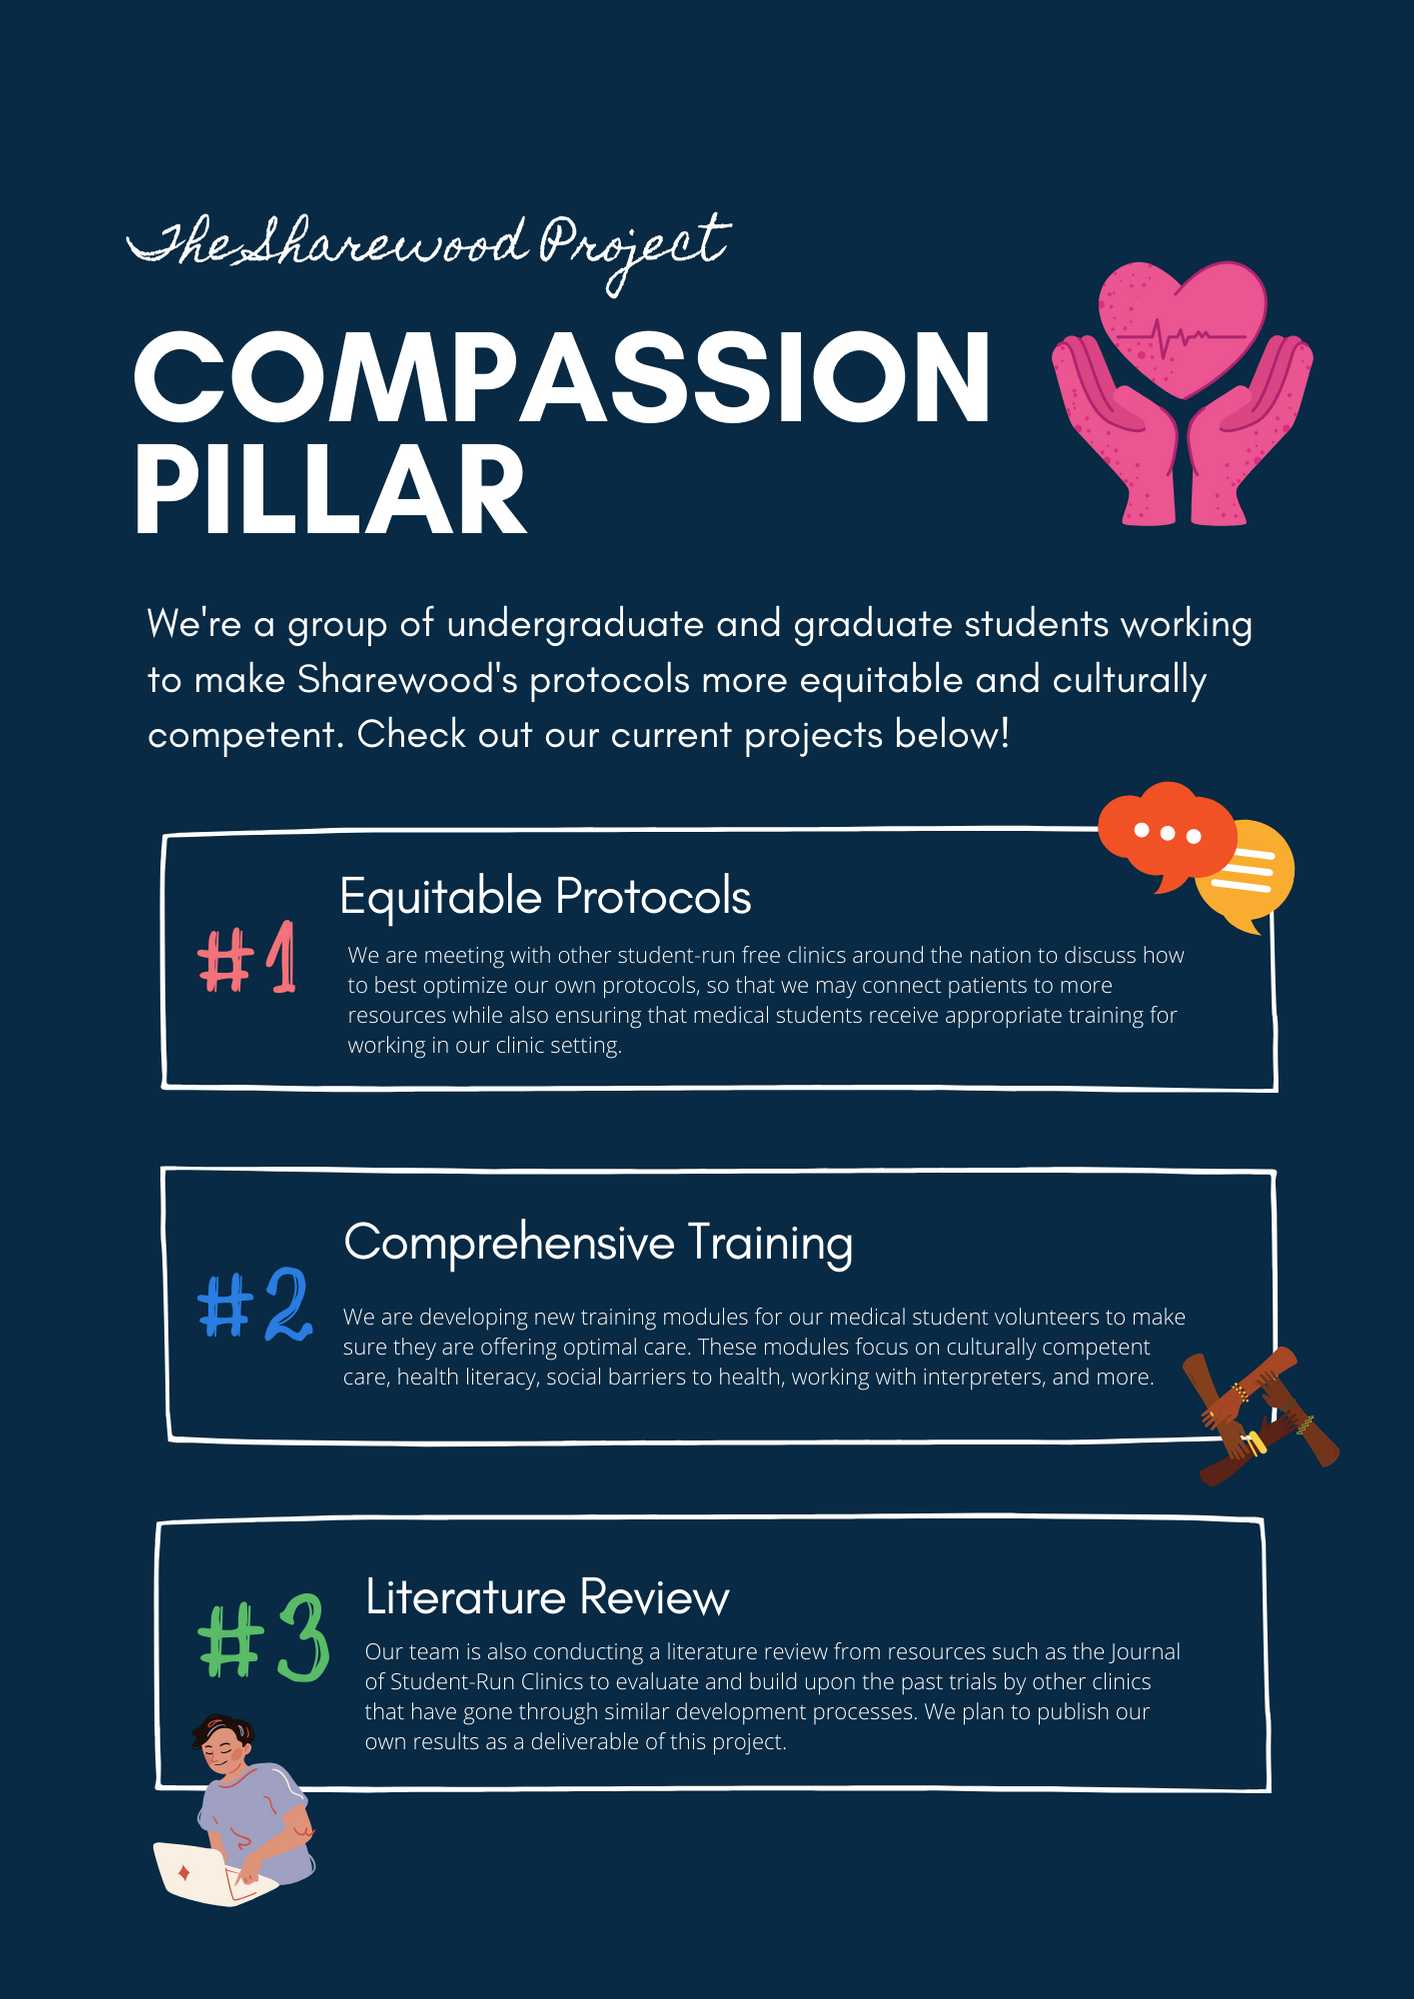 The Sharewood Project
COMPASSION
PILLAR
We're a group of undergraduate and graduate students working
to make Sharewood's protocols more equitable and culturally
competent. Check out our current projects below!
#1
Equitable Protocols
We are meeting with other student-run free clinics around the nation to discuss how
to best optimize our own protocols, so that we may connect patients to more
resources while also ensuring that medical students receive appropriate training for
working in our clinic setting.
#2
Comprehensive Training
We are developing new training modules for our medical student volunteers to make
sure they are offering optimal care. These modules focus on culturally competent
care, health literacy, social barriers to health, working with interpreters, and more.
#3
Literature Review
Our team is also conducting a literature review from resources such as the Journal
of Student-Run Clinics to evaluate and build upon the past trials by other clinics
that have gone through similar development processes. We plan to publish our
own results as a deliverable of this project.